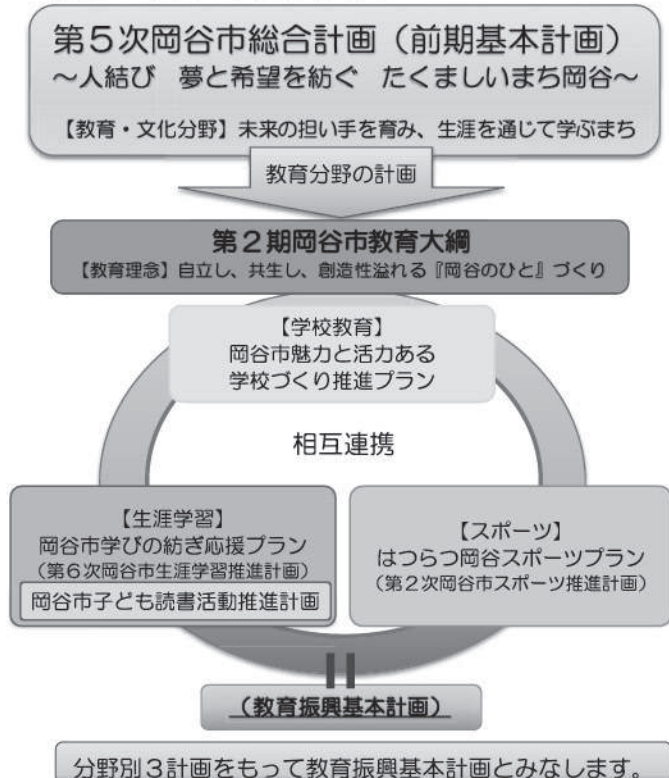 第5次岡谷市総合計画（前期基本計画）
～人結び 夢と希望を紡ぐ たくましいまち岡谷～
【教育・文化分野】未来の担い手を育み、生涯を通じて学ぶまち
教育分野の計画
第2期岡谷市教育大綱
【教育理念】自立し、共生し、創造性溢れる『岡谷のひと』づくり
【学校教育】
岡谷市魅力と活力ある
学校づくり推進プラン
相互連携
【生涯学習】
岡谷市学びの紡ぎ応援プラン
（第6次岡谷市生涯学習推進計画）
岡谷市子ども読書活動推進計画
【スポーツ】
はつらつ岡谷スポーツプラン
（第2次岡谷市スポーツ推進計画）
（教育振興基本計画）
分野別3計画をもって教育振興基本計画とみなします。